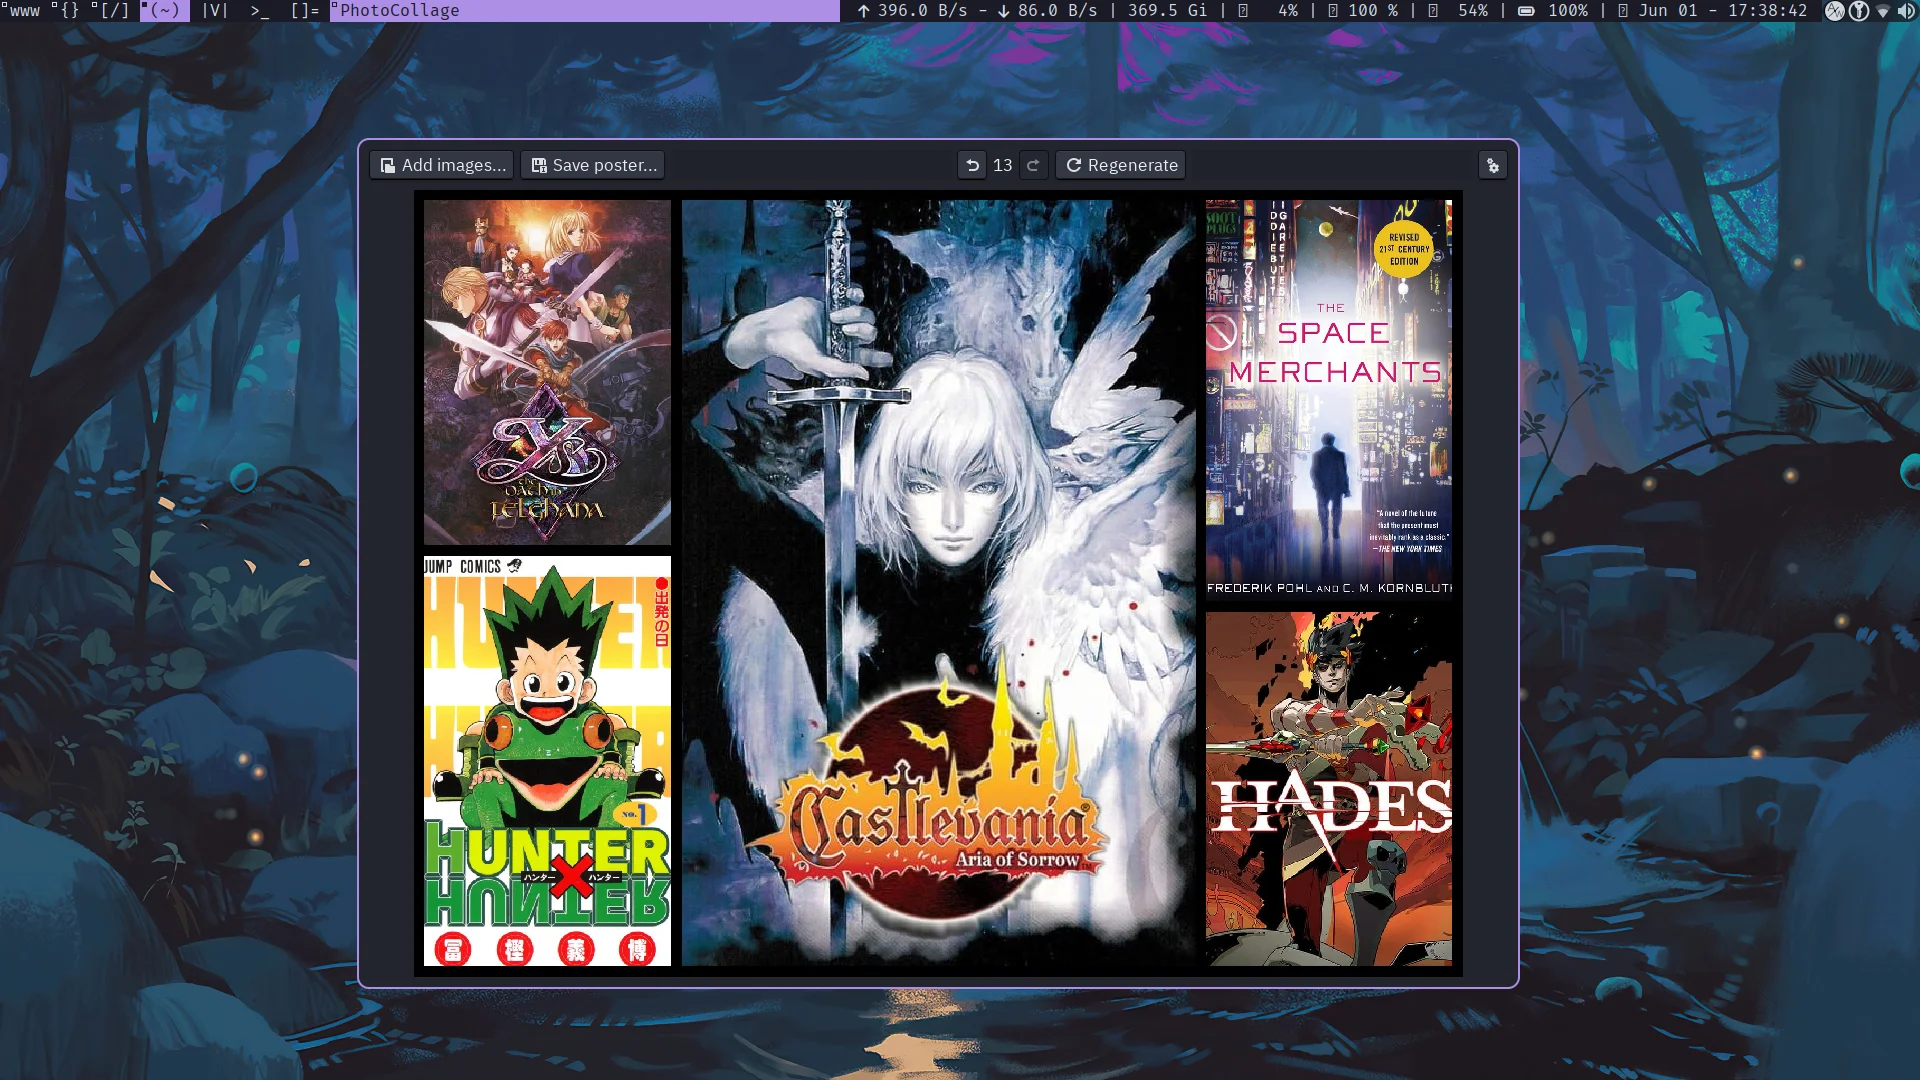 www {} [/] (~) |V| >_ []= PhotoCollage
↑ 396.0 B/s - ↓ 86.0 B/s | 369.5 Gi | 4% | 100 % | 54% | 100% | Jun 01 - 17:38:42
Add images...
Save poster...
13
Regenerate
Ys
the
OATH in
FELGHANA
JUMP COMICS
HUNTER
●出発の日
NO.1
HUNTER
ハンター×ハンター
HUNTER
冨樫義博
Castlevania®
Aria of Sorrow™
REVISED
21ST CENTURY
EDITION
THE
SPACE
MERCHANTS
"A novel of the future
that the present must
inevitably rank as a classic."
—THE NEW YORK TIMES
FREDERIK POHL AND C. M. KORNBLUTH
HADES